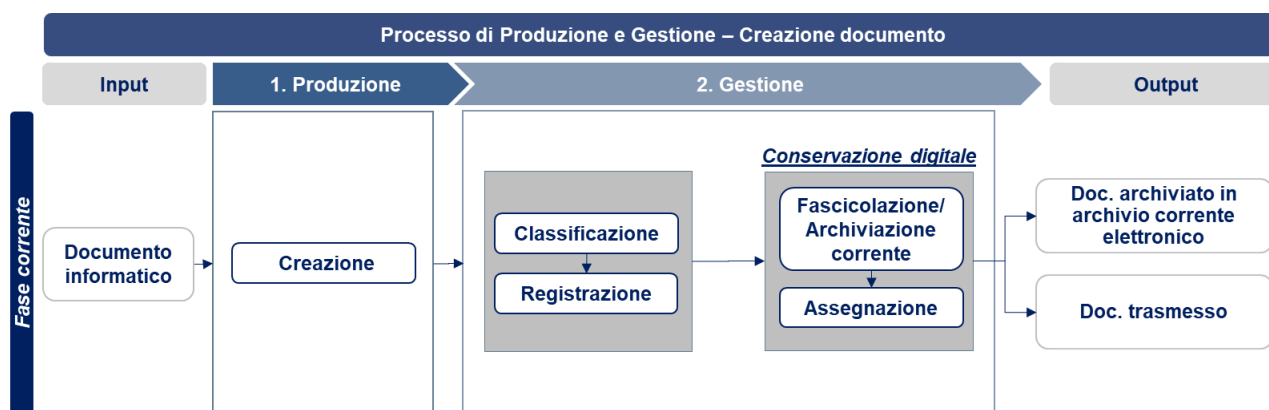 Processo di Produzione e Gestione – Creazione documento
Input
1. Produzione
2. Gestione
Output
Fase corrente
Documento
informatico
Creazione
Classificazione
Registrazione
Conservazione digitale
Fascicolazione/
Archiviazione
corrente
Assegnazione
Doc. archiviato in
archivio corrente
elettronico
Doc. trasmesso